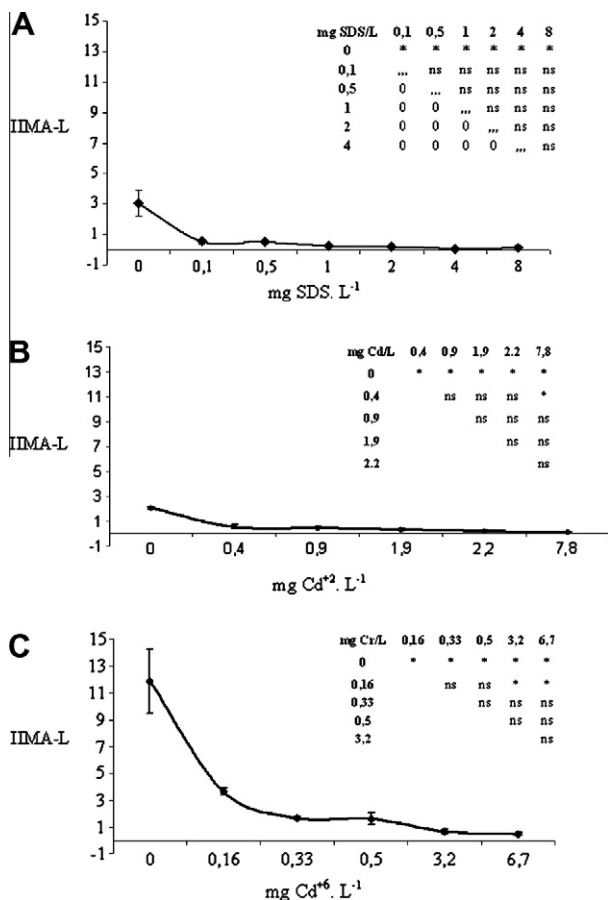 A
15
13
11
9
IIMA-L
7
5
3
1
-1
0 0,1 0,5 1 2 4 8
mg SDS. L-1
mg SDS/L 0,1 0,5 1 2 4 8
0 * * * * * *
0,1 ,,, ns ns ns ns ns
0,5 0 ,,, ns ns ns ns
1 0 0 ,,, ns ns ns
2 0 0 0 ,,, ns ns
4 0 0 0 0 ,,, ns
B
15
13
11
9
IIMA-L
7
5
3
1
-1
0 0,4 0,9 1,9 2,2 7,8
mg Cd+2. L-1
mg Cd/L 0,4 0,9 1,9 2.2 7,8
0 * * * * *
0,4 ns ns ns *
0,9 ns ns ns
1,9 ns ns
2.2 ns
C
15
13
11
9
IIMA-L
7
5
3
1
-1
0 0,16 0,33 0,5 3,2 6,7
mg Cd+6. L-1
mg Cr/L 0,16 0,33 0,5 3,2 6,7
0 * * * * *
0,16 ns ns * *
0,33 ns ns ns
0,5 ns ns
3,2 ns